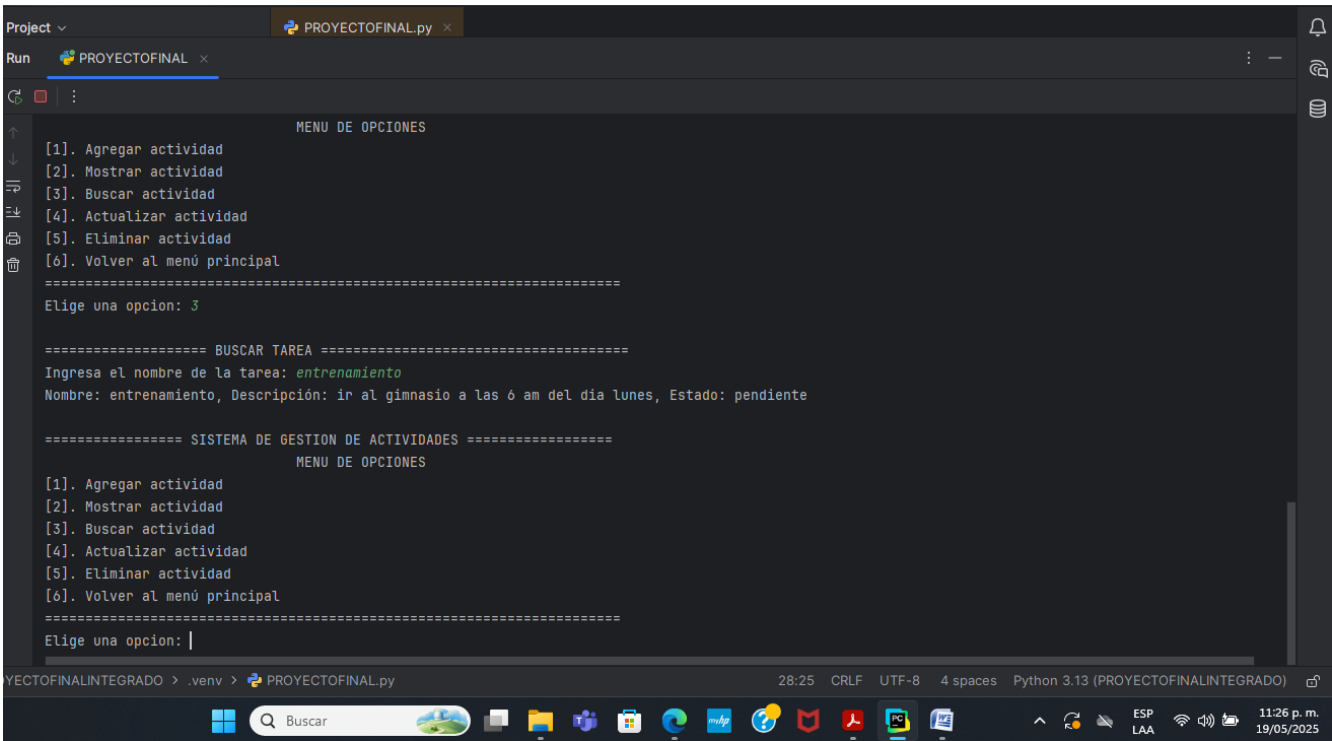 Project
PROYECTOFINAL.py
Run PROYECTOFINAL
MENU DE OPCIONES
[1]. Agregar actividad
[2]. Mostrar actividad
[3]. Buscar actividad
[4]. Actualizar actividad
[5]. Eliminar actividad
[6]. Volver al menú principal
=======================================================================
Elige una opcion: 3
==================== BUSCAR TAREA ======================================
Ingresa el nombre de la tarea: entrenamiento
Nombre: entrenamiento, Descripción: ir al gimnasio a las 6 am del dia lunes, Estado: pendiente
================= SISTEMA DE GESTION DE ACTIVIDADES ==================
MENU DE OPCIONES
[1]. Agregar actividad
[2]. Mostrar actividad
[3]. Buscar actividad
[4]. Actualizar actividad
[5]. Eliminar actividad
[6]. Volver al menú principal
=======================================================================
Elige una opcion:
YECTOFINALINTEGRADO > .venv > PROYECTOFINAL.py 28:25 CRLF UTF-8 4 spaces Python 3.13 (PROYECTOFINALINTEGRADO)
Buscar
myhp
PC
ESP
LAA
11:26 p. m.
19/05/2025